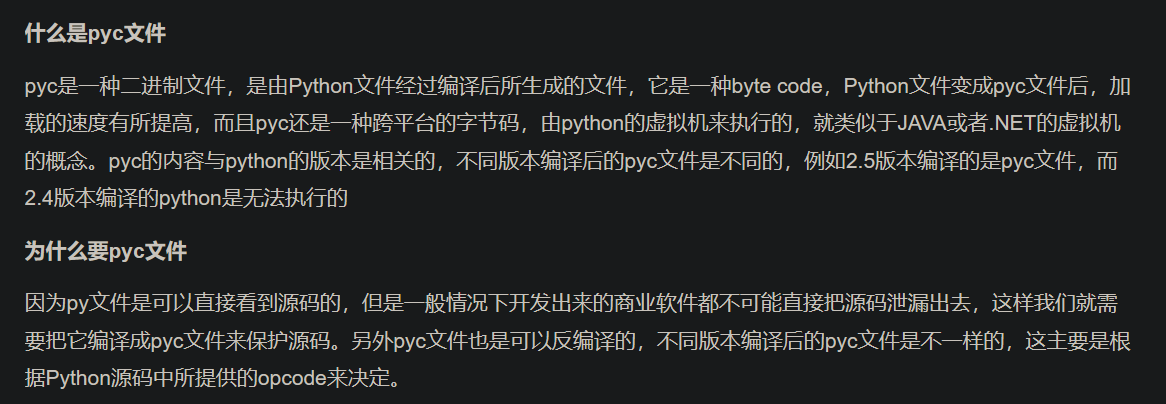 什么是pyc文件
pyc是一种二进制文件，是由Python文件经过编译后所生成的文件，它是一种byte code，Python文件变成pyc文件后，加
载的速度有所提高，而且pyc还是一种跨平台的字节码，由python的虚拟机来执行的，就类似于JAVA或者.NET的虚拟机
的概念。pyc的内容与python的版本是相关的，不同版本编译后的pyc文件是不同的，例如2.5版本编译的是pyc文件，而
2.4版本编译的python是无法执行的
为什么要pyc文件
因为py文件是可以直接看到源码的，但是一般情况下开发出来的商业软件都不可能直接把源码泄漏出去，这样我们就需
要把它编译成pyc文件来保护源码。另外pyc文件也是可以反编译的，不同版本编译后的pyc文件是不一样的，这主要是根
据Python源码中所提供的opcode来决定。